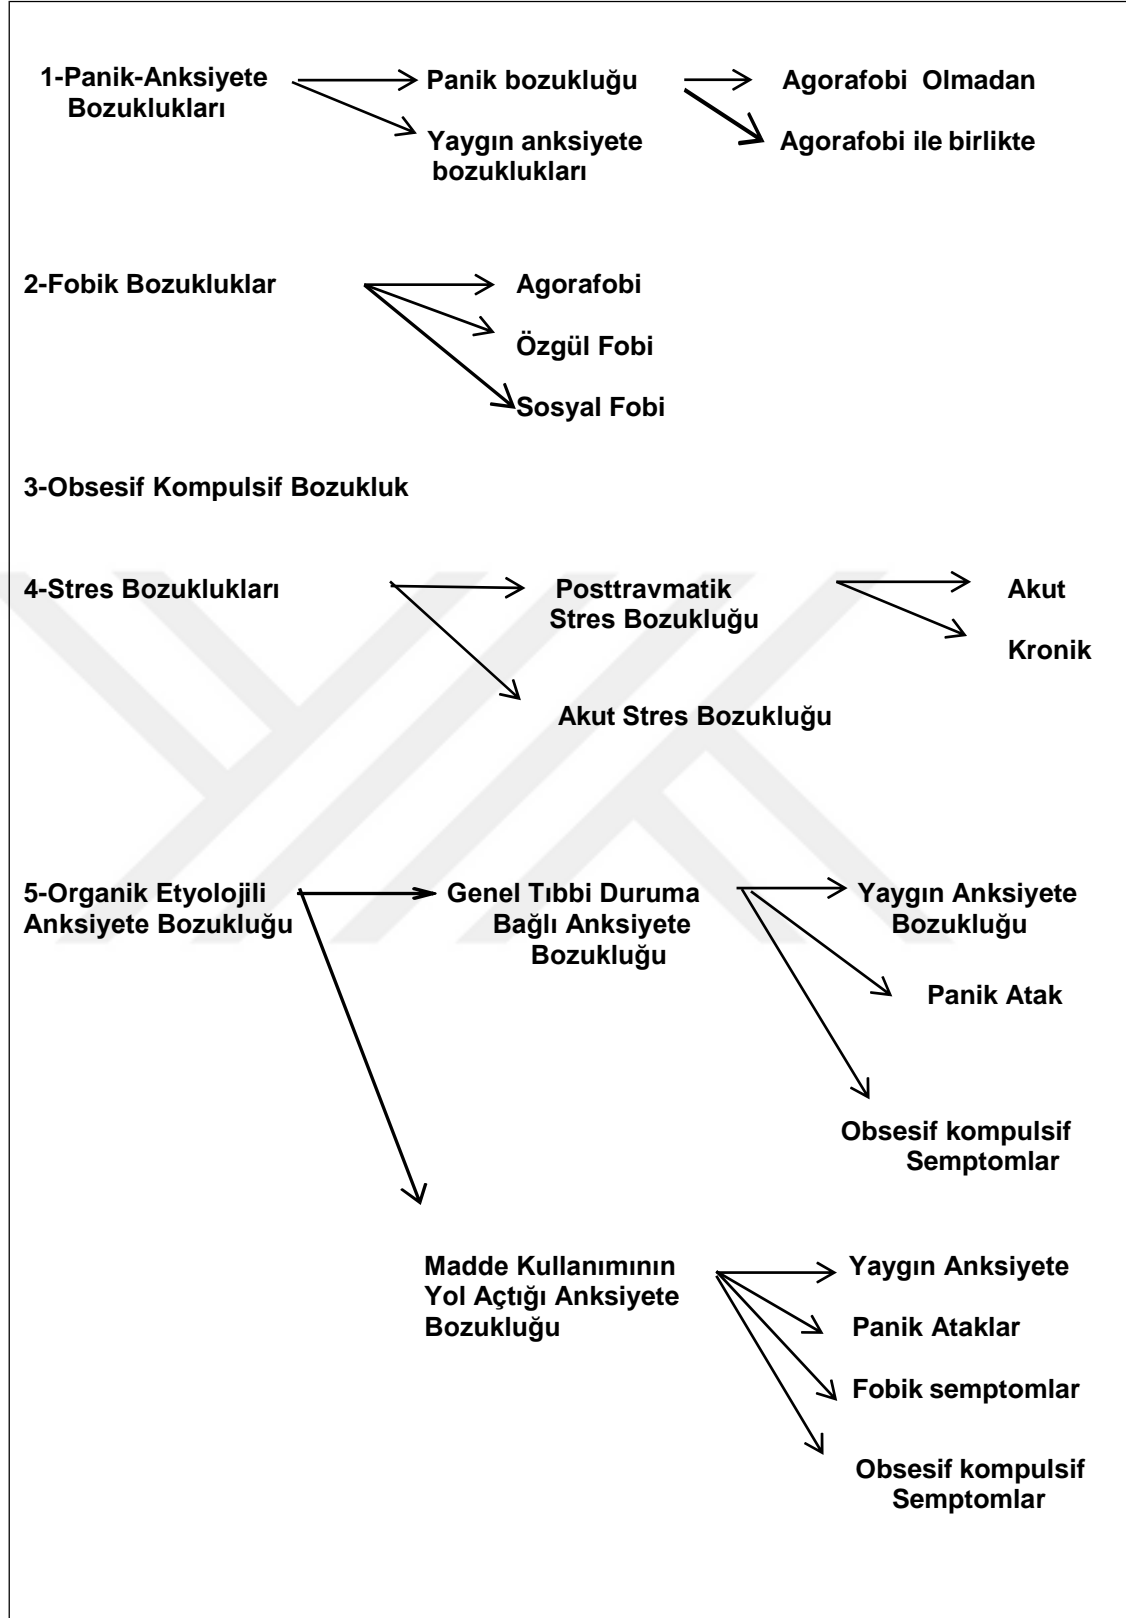 1-Panik-Anksiyete
Bozuklukları
Panik bozukluğu
Agorafobi Olmadan
Yaygın anksiyete
bozuklukları
Agorafobi ile birlikte
2-Fobik Bozukluklar
Agorafobi
Özgül Fobi
Sosyal Fobi
3-Obsesif Kompulsif Bozukluk
4-Stres Bozuklukları
Posttravmatik
Stres Bozukluğu
Akut
Kronik
Akut Stres Bozukluğu
5-Organik Etyolojili
Anksiyete Bozukluğu
Genel Tıbbi Duruma
Bağlı Anksiyete
Bozukluğu
Yaygın Anksiyete
Bozukluğu
Panik Atak
Obsesif kompulsif
Semptomlar
Madde Kullanımının
Yol Açtığı Anksiyete
Bozukluğu
Yaygın Anksiyete
Panik Ataklar
Fobik semptomlar
Obsesif kompulsif
Semptomlar